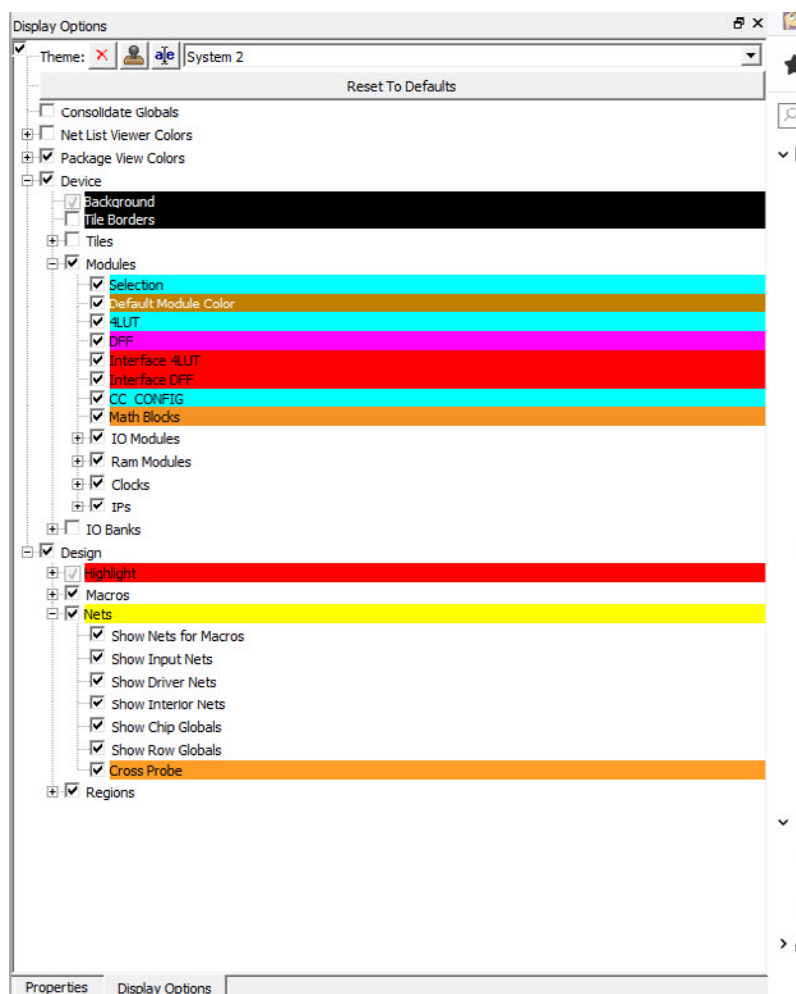 Display Options
Theme: a|e System 2
Reset To Defaults
Consolidate Globals
Net List Viewer Colors
Package View Colors
Device
Background
Tile Borders
Tiles
Modules
Selection
Default Module Color
4LUT
DFF
Interface 4LUT
Interface DFF
CC_CONFIG
Math Blocks
IO Modules
Ram Modules
Clocks
IPs
IO Banks
Design
Highlight
Macros
Nets
Show Nets for Macros
Show Input Nets
Show Driver Nets
Show Interior Nets
Show Chip Globals
Show Row Globals
Cross Probe
Regions
Properties Display Options